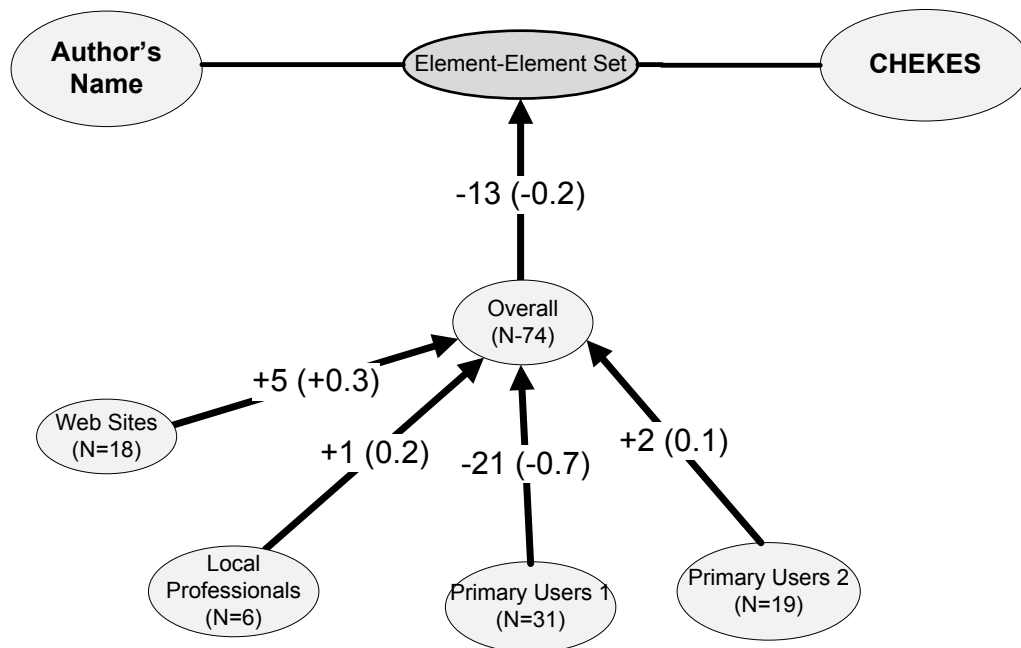 Author's
Name
Element-Element Set
CHEKES
-13 (-0.2)
Overall
(N-74)
+5 (+0.3)
Web Sites
(N=18)
+1 (0.2)
-21 (-0.7)
+2 (0.1)
Local
Professionals
(N=6)
Primary Users 1
(N=31)
Primary Users 2
(N=19)